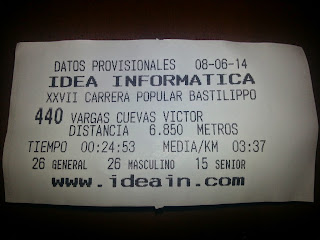 DATOS PROVISIONALES 08-06-14
IDEA INFORMATICA
XXVII CARRERA POPULAR BASTILIPPO
440 VARGAS CUEVAS VICTOR
DISTANCIA 6.850 METROS
TIEMPO 00:24:53 MEDIA/KM 03:37
26 GENERAL 26 MASCULINO 15 SENIOR
www.ideain.com